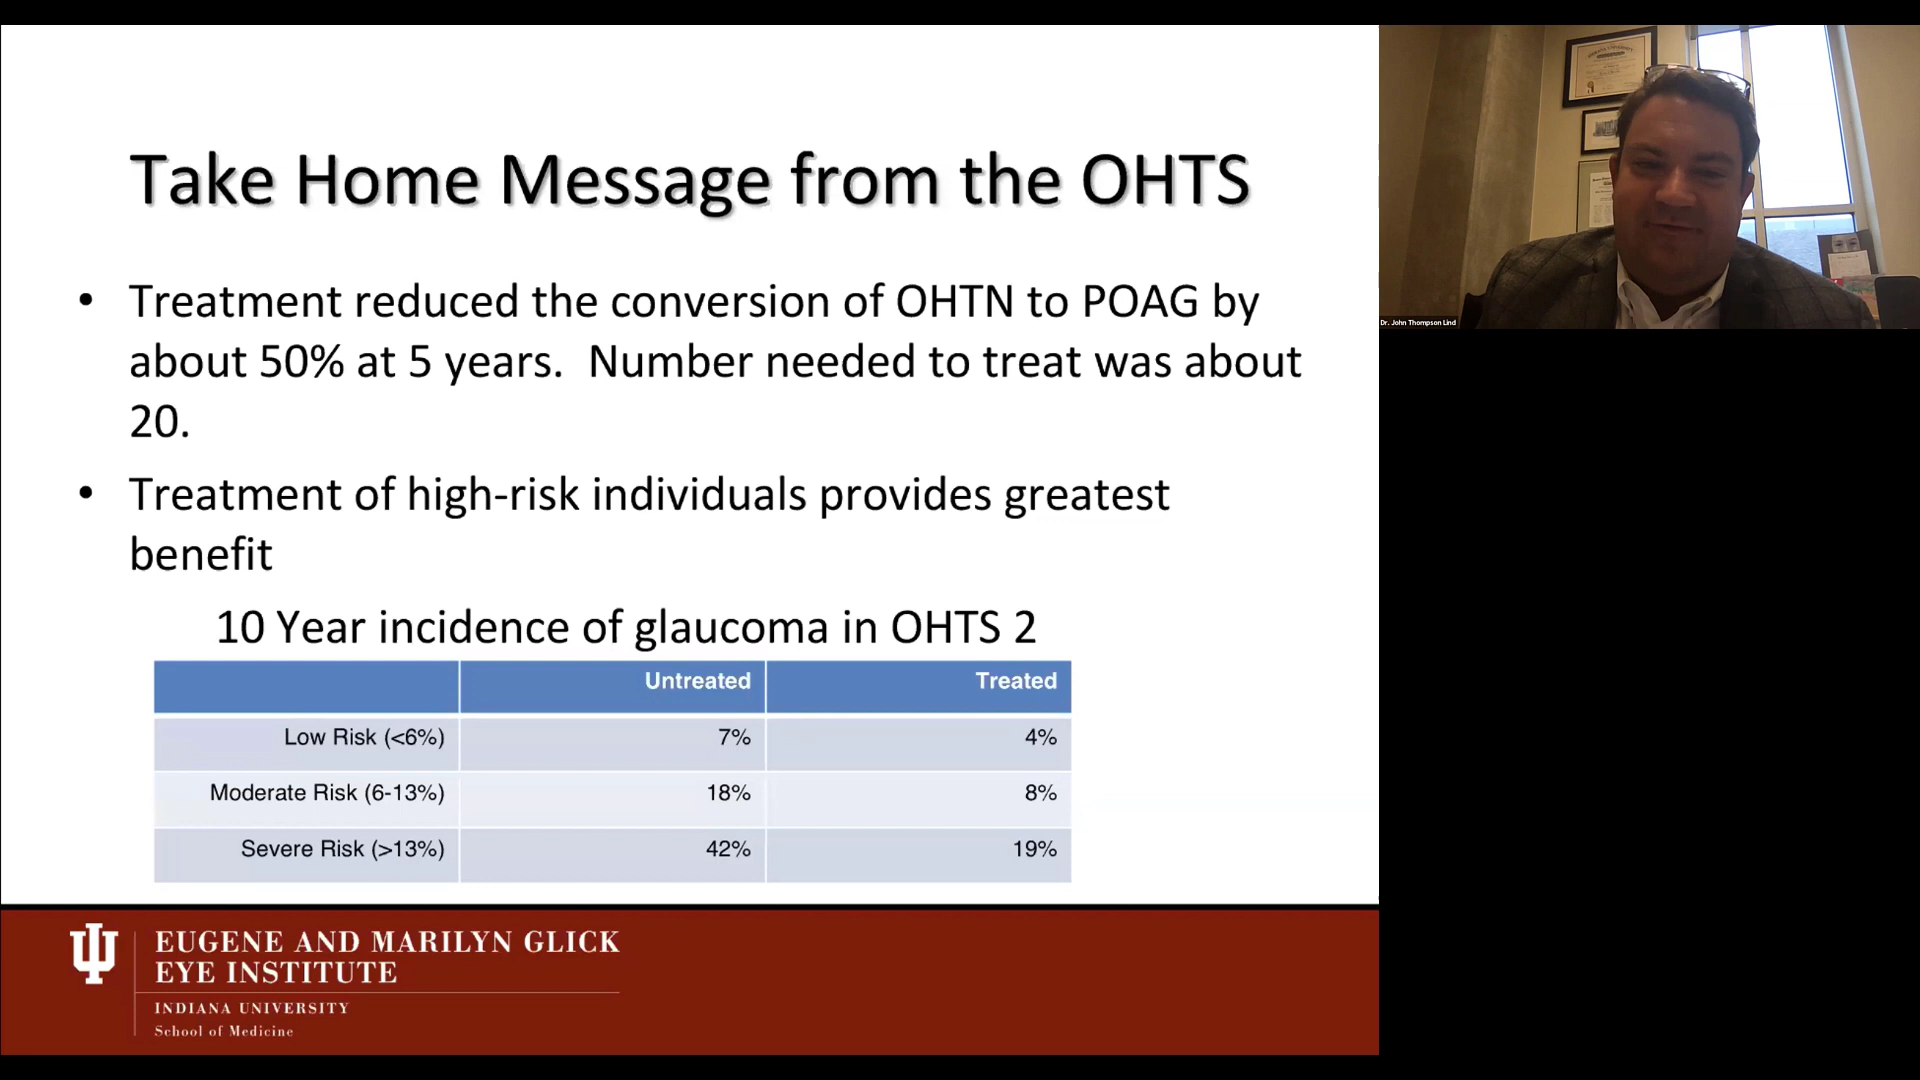 Take Home Message from the OHTS
• Treatment reduced the conversion of OHTN to POAG by
about 50% at 5 years.  Number needed to treat was about
20.
• Treatment of high-risk individuals provides greatest
benefit
10 Year incidence of glaucoma in OHTS 2
Untreated Treated
Low Risk (<6%) 7% 4%
Moderate Risk (6-13%) 18% 8%
Severe Risk (>13%) 42% 19%
EUGENE AND MARILYN GLICK
EYE INSTITUTE
INDIANA UNIVERSITY
School of Medicine
Dr. John Thompson Lind